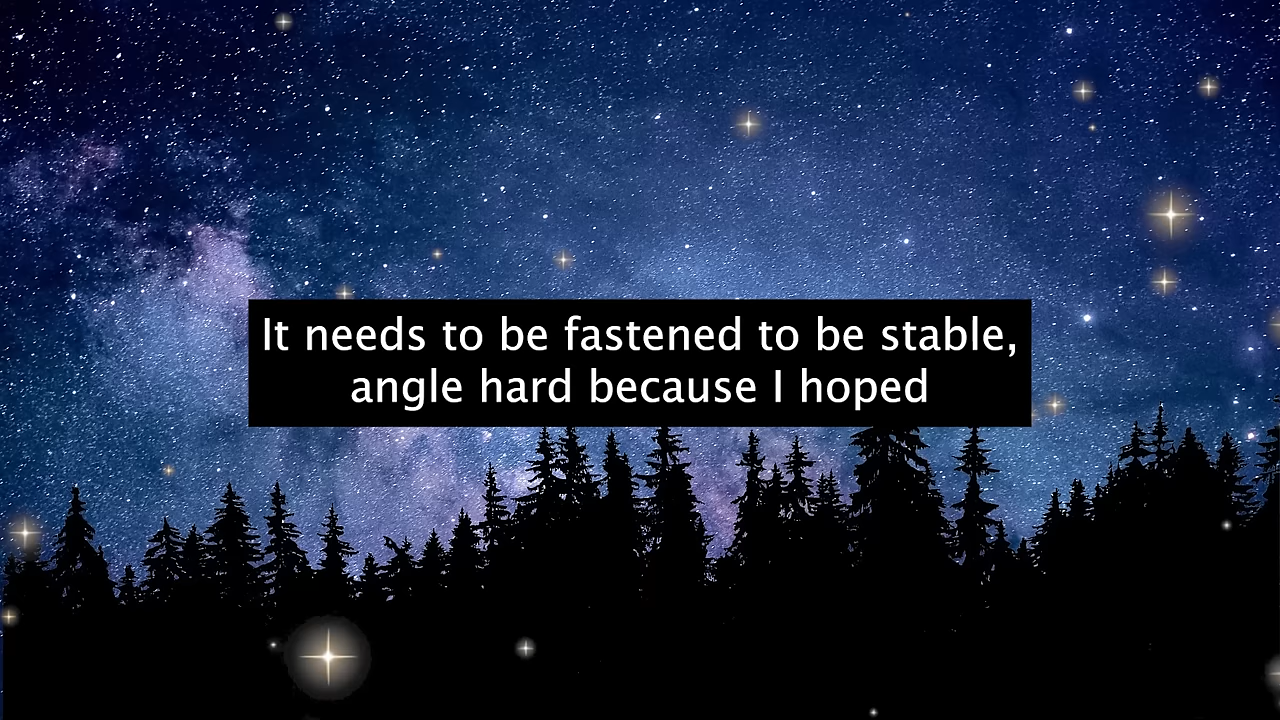 It needs to be fastened to be stable,
angle hard because I hoped